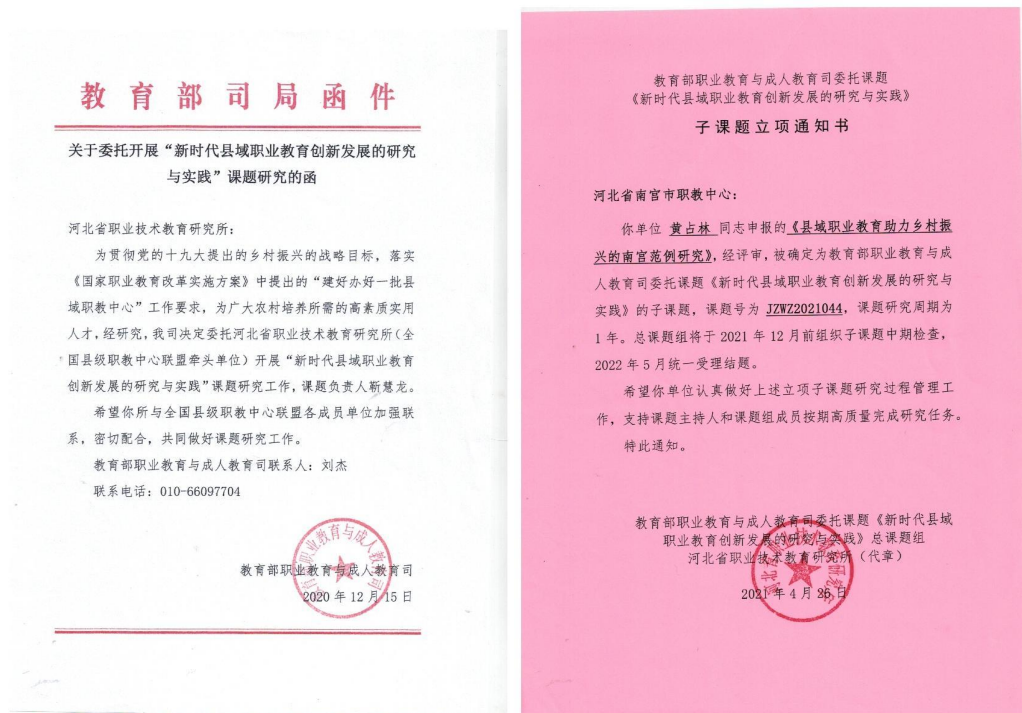 教育部司局函件
关于委托开展“新时代县域职业教育创新发展的研究
与实践”课题研究的函
河北省职业技术教育研究所：
为贯彻党的十九大提出的乡村振兴的战略目标，落实
《国家职业教育改革实施方案》中提出的“建好办好一批县
域职教中心”工作要求，为广大农村培养所需的高素质实用
人才，经研究，我司决定委托河北省职业技术教育研究所（全
国县级职教中心联盟牵头单位）开展“新时代县域职业教育
创新发展的研究与实践”课题研究工作，课题负责人靳慧龙。
希望你所与全国县级职教中心联盟各成员单位加强联
系，密切配合，共同做好课题研究工作。
教育部职业教育与成人教育司联系人：刘杰
联系电话：010-66097704
教育部职业教育与成人教育司
2020年12月15日
教育部职业教育与成人教育司委托课题
《新时代县域职业教育创新发展的研究与实践》
子课题立项通知书
河北省南宫市职教中心：
你单位 黄占林 同志申报的《县域职业教育助力乡村振
兴的南宫范例研究》，经评审，被确定为教育部职业教育与成
人教育司委托课题《新时代县域职业教育创新发展的研究与
实践》的子课题，课题号为 JZWZ2021044，课题研究周期为
1年。总课题组将于2021年12月前组织子课题中期检查，
2022年5月统一受理结题。
希望你单位认真做好上述立项子课题研究过程管理工
作，支持课题主持人和课题组成员按期高质量完成研究任务。
特此通知。
教育部职业教育与成人教育司委托课题《新时代县域
职业教育创新发展的研究与实践》总课题组
河北省职业技术教育研究所（代章）
2021年4月26日